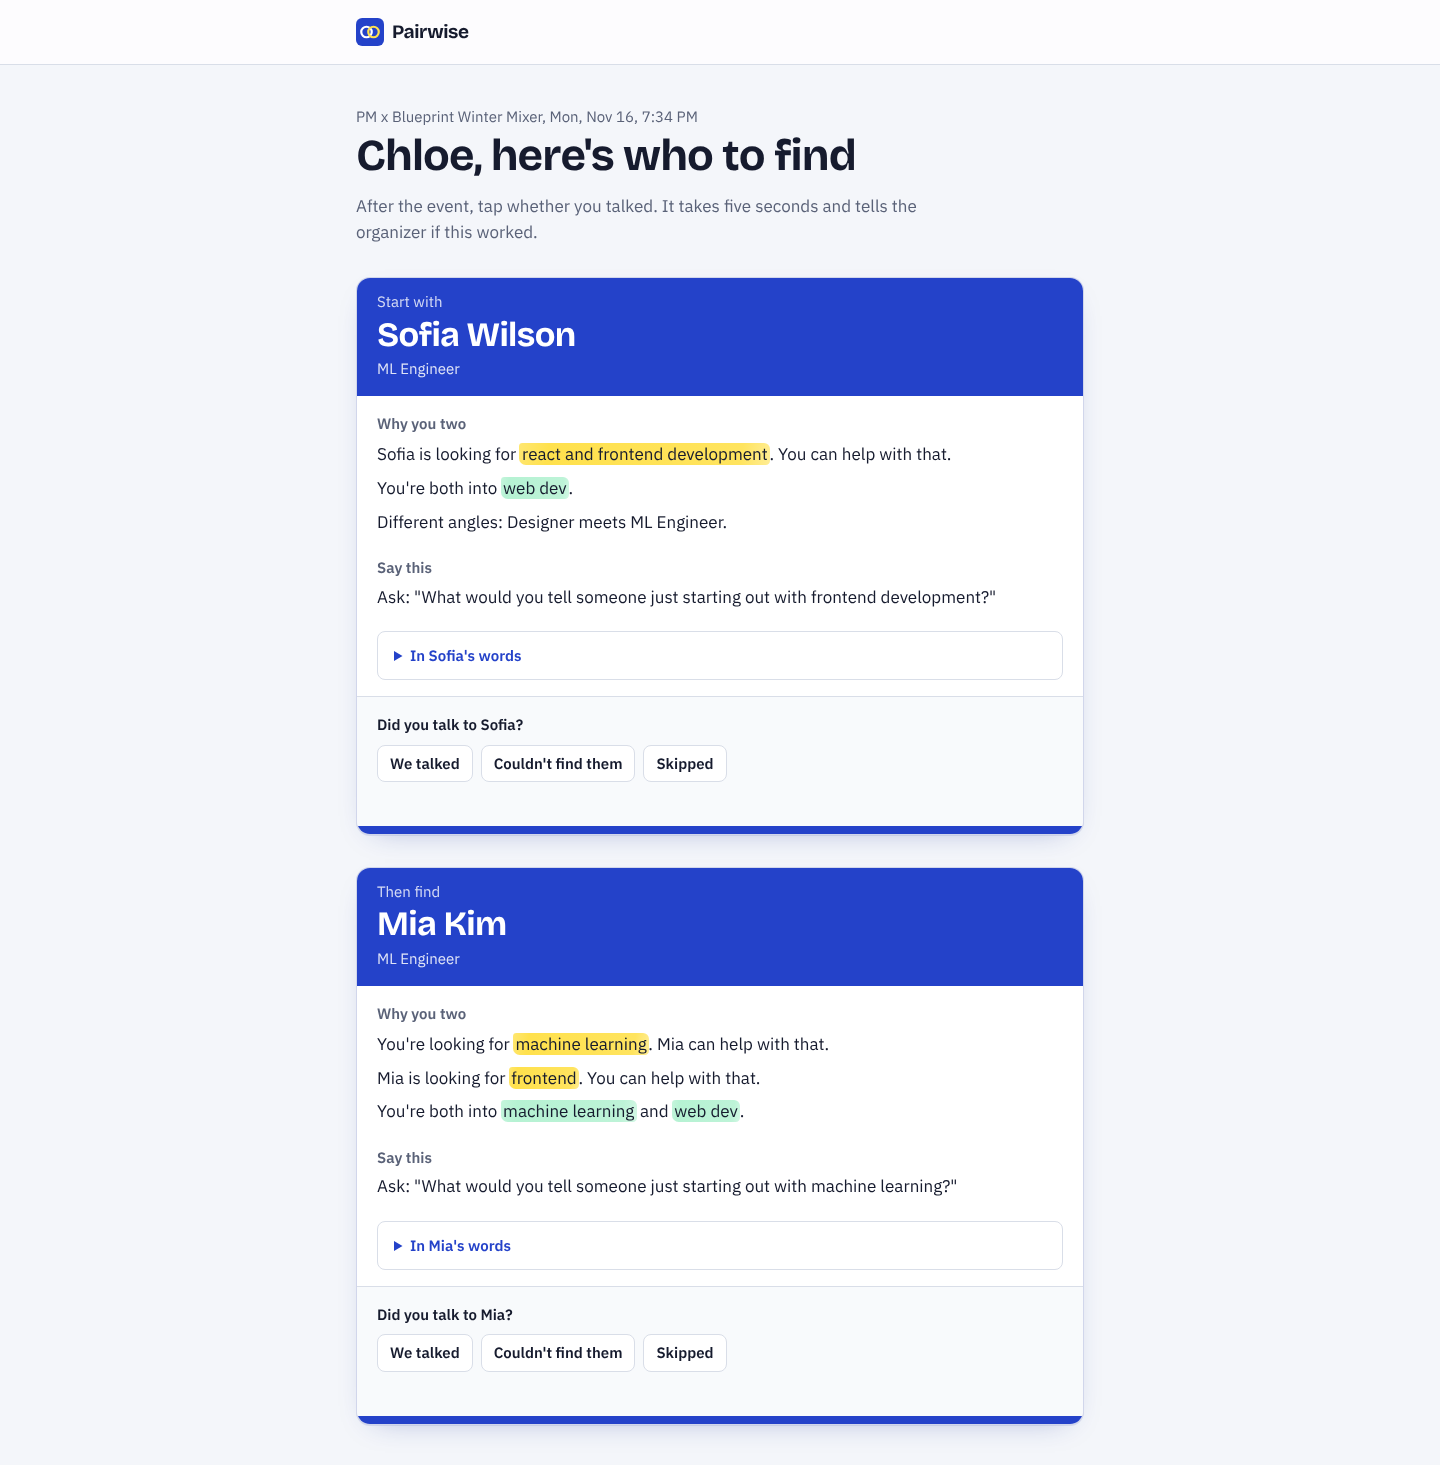 Pairwise
PM x Blueprint Winter Mixer, Mon, Nov 16, 7:34 PM
Chloe, here's who to find
After the event, tap whether you talked. It takes five seconds and tells the
organizer if this worked.
Start with
Sofia Wilson
ML Engineer
Why you two
Sofia is looking for react and frontend development. You can help with that.
You're both into web dev.
Different angles: Designer meets ML Engineer.
Say this
Ask: "What would you tell someone just starting out with frontend development?"
In Sofia's words
Did you talk to Sofia?
We talked Couldn't find them Skipped
Then find
Mia Kim
ML Engineer
Why you two
You're looking for machine learning. Mia can help with that.
Mia is looking for frontend. You can help with that.
You're both into machine learning and web dev.
Say this
Ask: "What would you tell someone just starting out with machine learning?"
In Mia's words
Did you talk to Mia?
We talked Couldn't find them Skipped